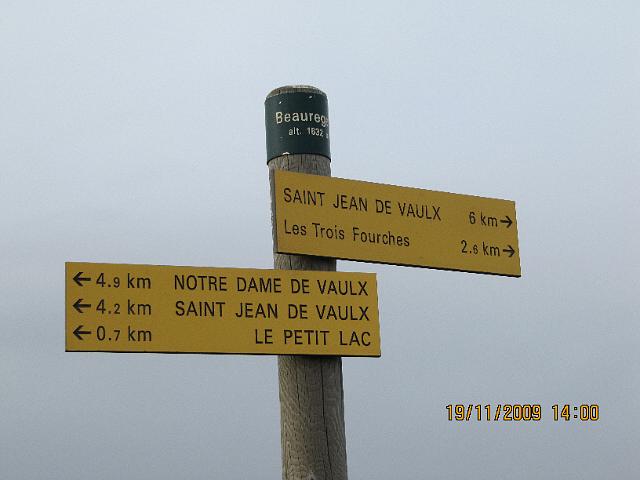 alt. 1632
SAINT JEAN DE VAULX 6 km →
Les Trois Fourches 2.6 km →
← 4.9 km NOTRE DAME DE VAULX
← 4.2 km SAINT JEAN DE VAULX
← 0.7 km LE PETIT LAC
19/11/2009 14:00